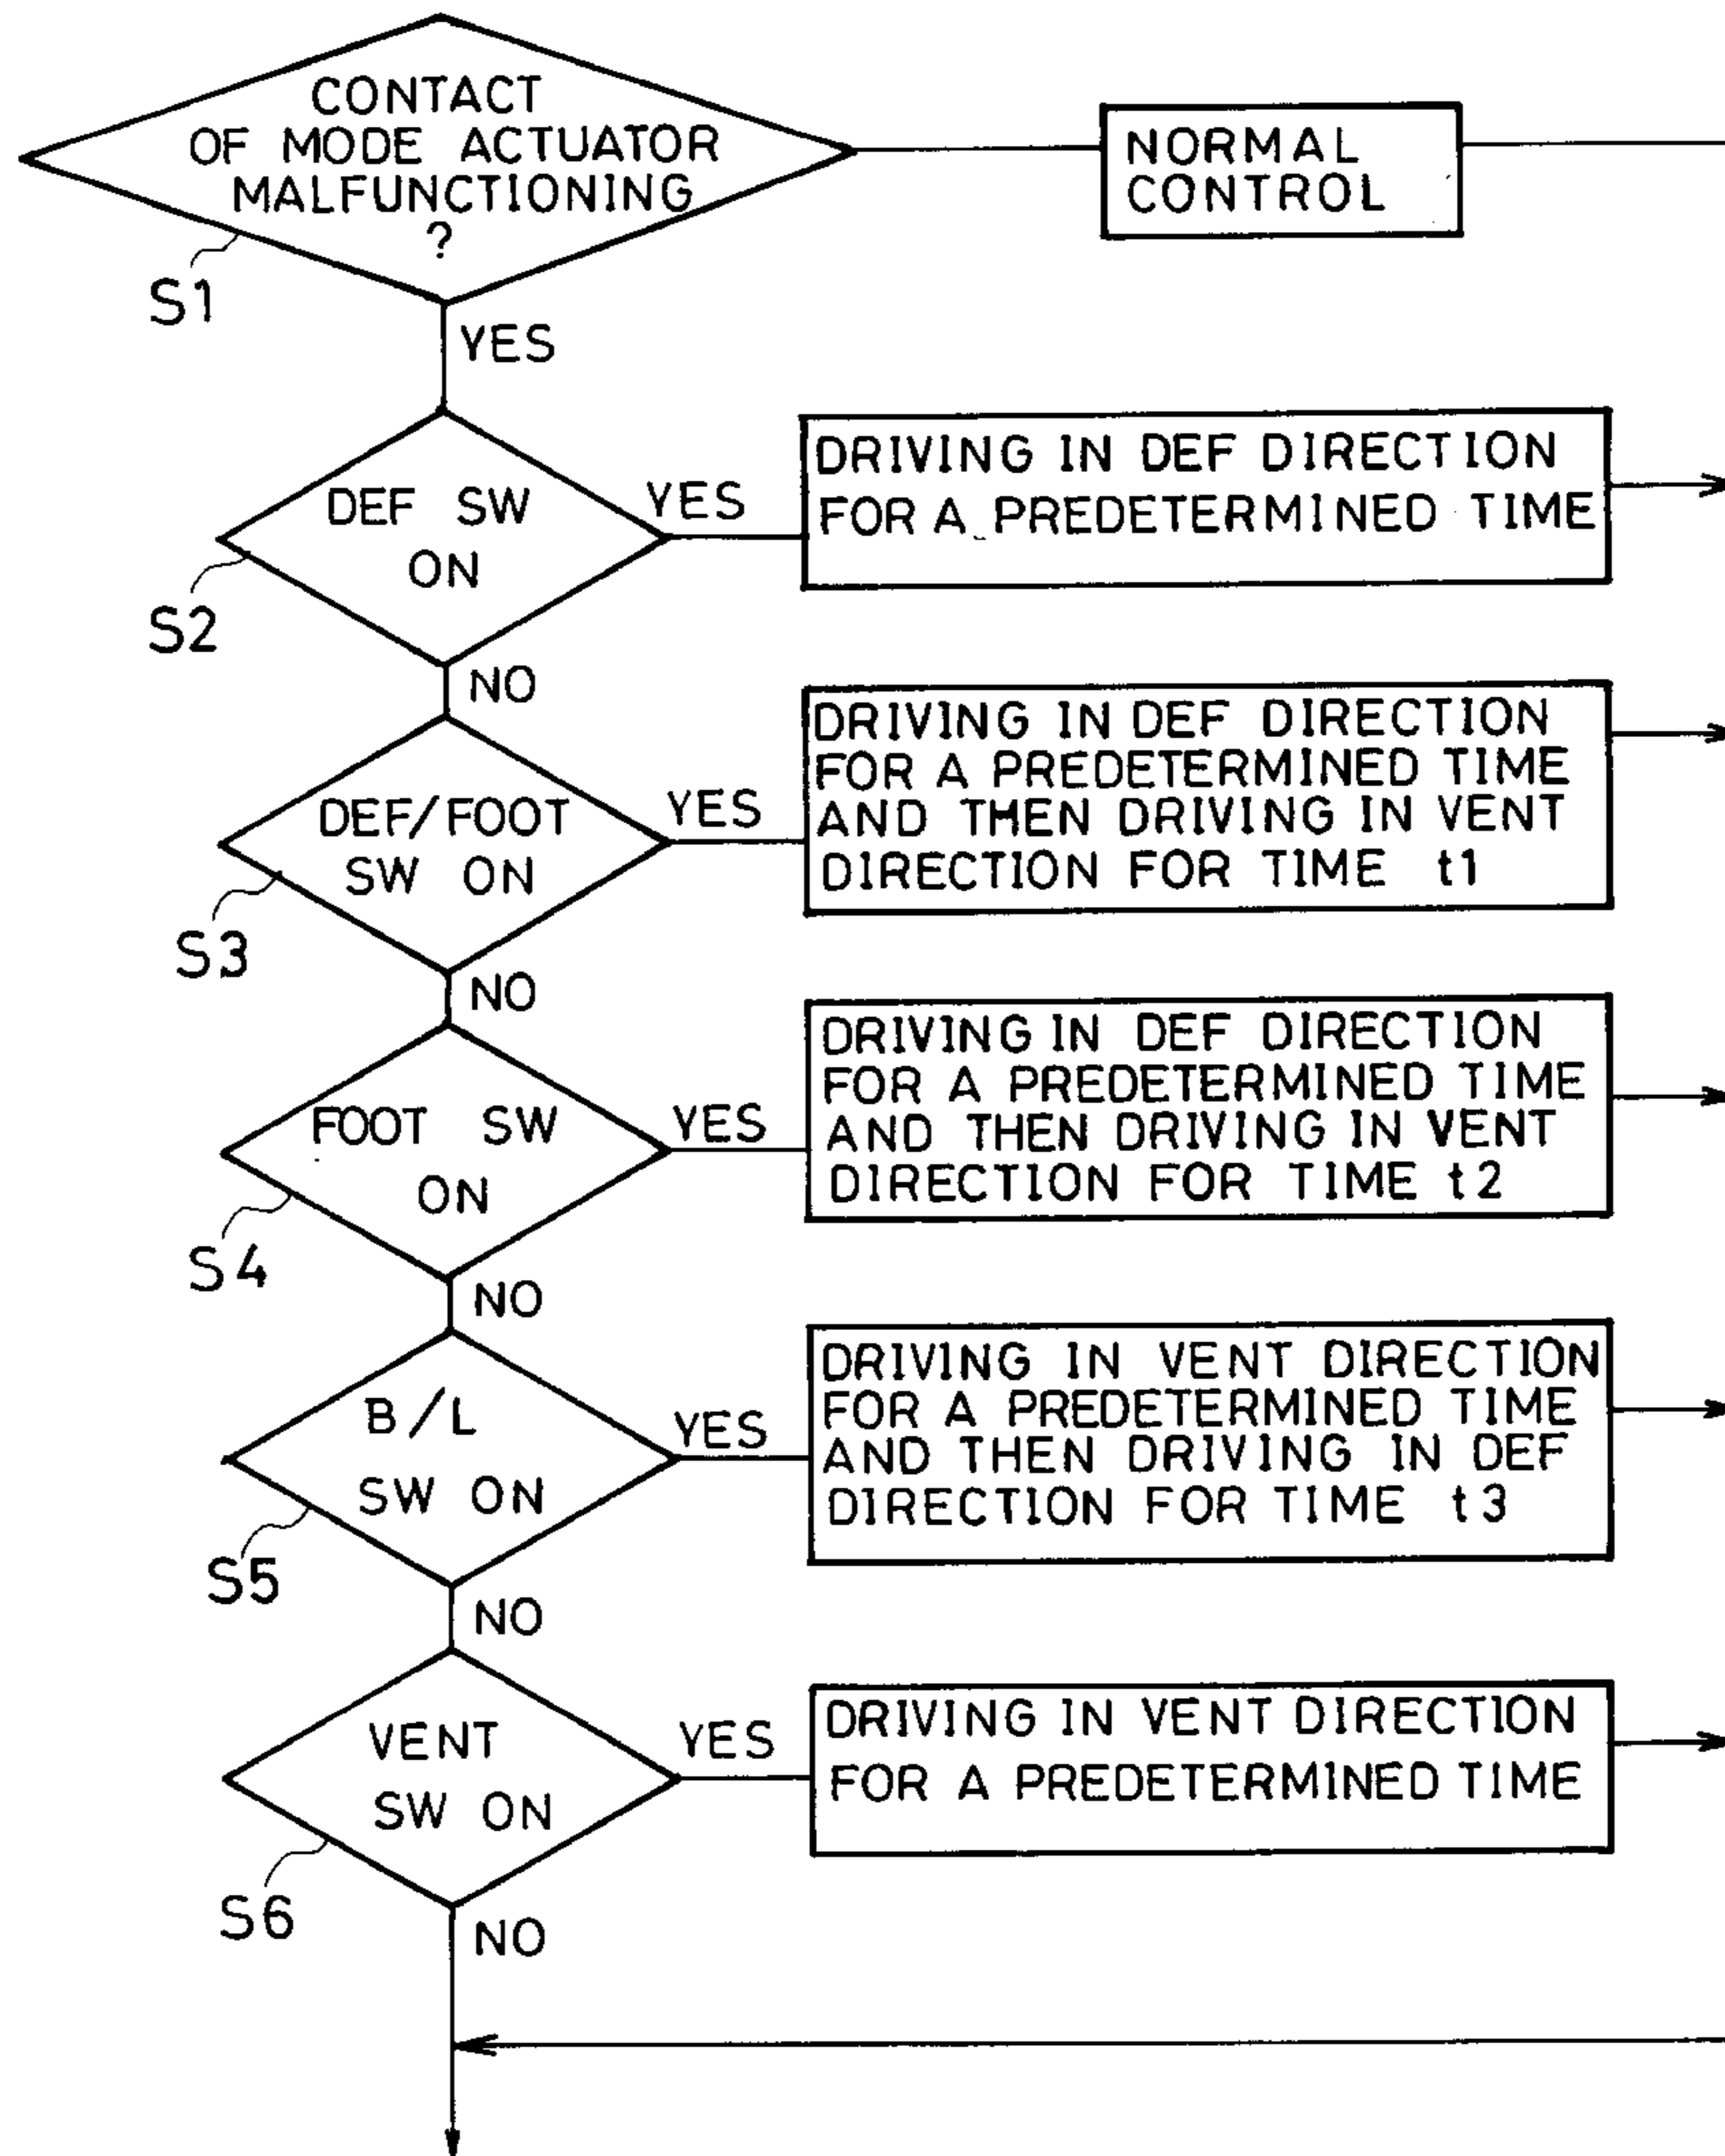 CONTACT
OF MODE ACTUATOR
MALFUNCTIONING
?
S1
NORMAL
CONTROL
YES
DEF SW
ON
S2
YES
DRIVING IN DEF DIRECTION
FOR A PREDETERMINED TIME
NO
DEF/FOOT
SW ON
S3
YES
DRIVING IN DEF DIRECTION
FOR A PREDETERMINED TIME
AND THEN DRIVING IN VENT
DIRECTION FOR TIME t1
NO
FOOT SW
ON
S4
YES
DRIVING IN DEF DIRECTION
FOR A PREDETERMINED TIME
AND THEN DRIVING IN VENT
DIRECTION FOR TIME t2
NO
B/L
SW ON
S5
YES
DRIVING IN VENT DIRECTION
FOR A PREDETERMINED TIME
AND THEN DRIVING IN DEF
DIRECTION FOR TIME t3
NO
VENT
SW ON
S6
YES
DRIVING IN VENT DIRECTION
FOR A PREDETERMINED TIME
NO